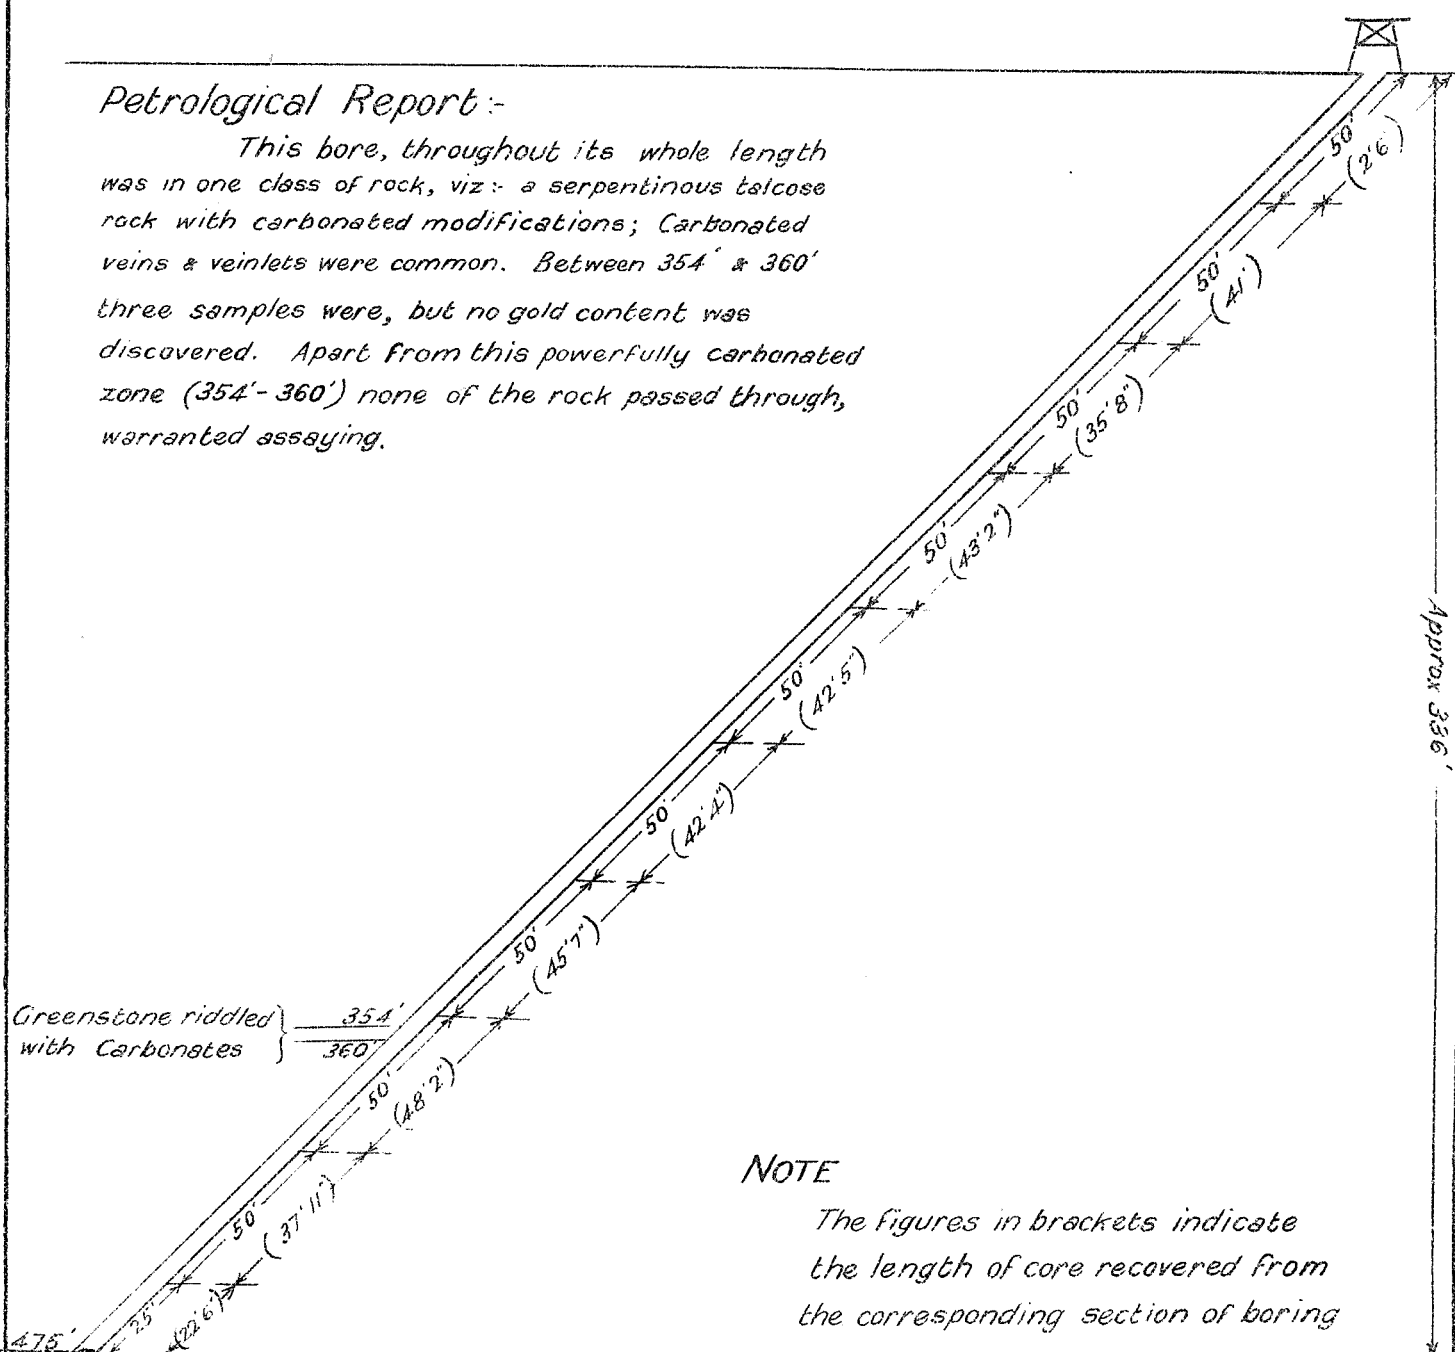 Petrological Report :-
This bore, throughout its whole length
was in one class of rock, viz :- a serpentinous talcose
rock with carbonated modifications; Carbonated
veins & veinlets were common. Between 354' & 360'
three samples were, but no gold content was
discovered. Apart from this powerfully carbonated
zone (354'- 360') none of the rock passed through,
warranted assaying.
50'
(2'6")
50'
(41')
50'
(35'8")
50'
(43'2")
50'
(42'5")
50'
(42'4")
50'
(45'7")
50'
(48'2")
50'
(37'11")
25'
(22'6")
Approx 336'
Greenstone riddled
with Carbonates
354'
360'
475'
NOTE
The figures in brackets indicate
the length of core recovered from
the corresponding section of boring